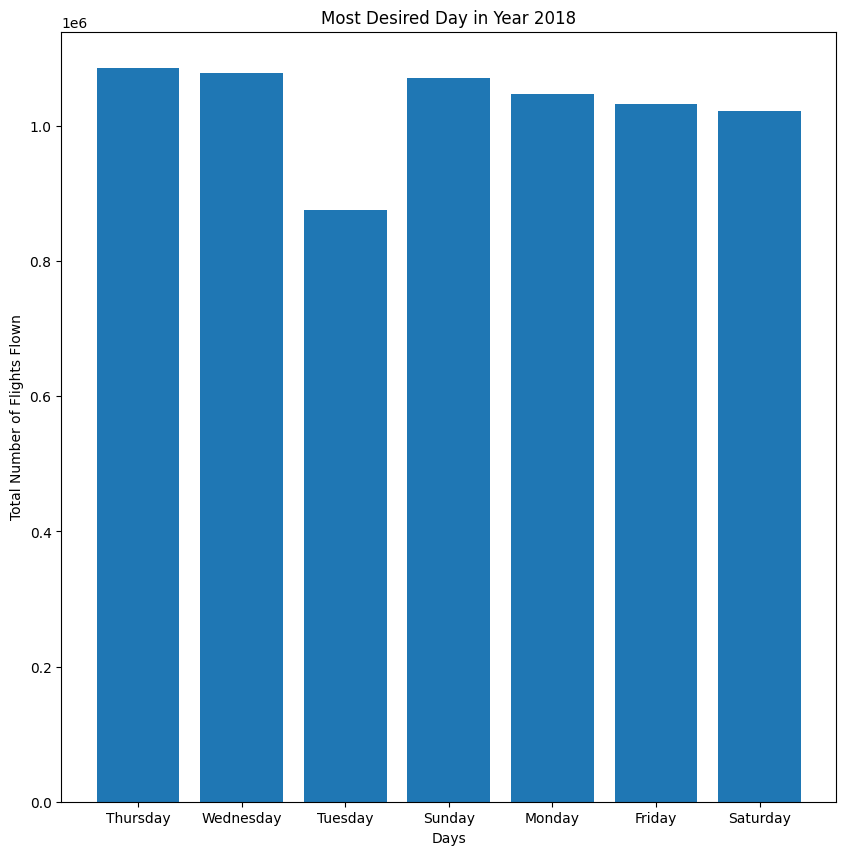 Most Desired Day in Year 2018
1e6
Total Number of Flights Flown
1.0
0.8
0.6
0.4
0.2
0.0
Thursday Wednesday Tuesday Sunday Monday Friday Saturday
Days